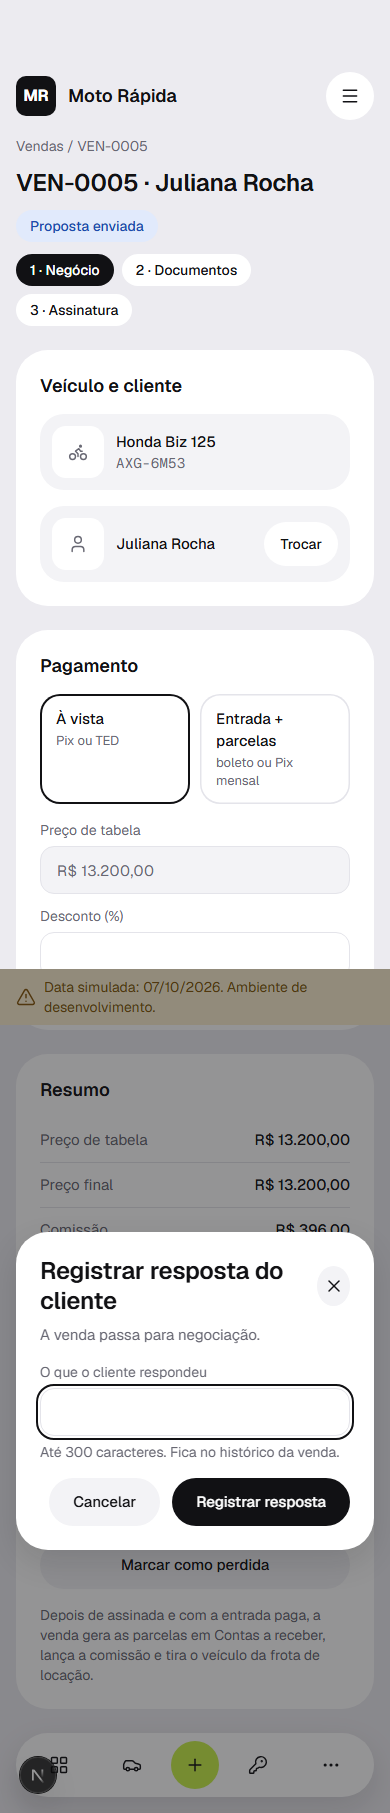 MR Moto Rápida
Vendas / VEN-0005
VEN-0005 · Juliana Rocha
Proposta enviada
1 · Negócio 2 · Documentos
3 · Assinatura
Veículo e cliente
Honda Biz 125
AXG-6M53
Juliana Rocha Trocar
Pagamento
À vista
Pix ou TED
Entrada +
parcelas
boleto ou Pix
mensal
Preço de tabela
R$ 13.200,00
Desconto (%)
Data simulada: 07/10/2026. Ambiente de
desenvolvimento.
Resumo
Preço de tabela R$ 13.200,00
Preço final R$ 13.200,00
Comissão R$ 396,00
Registrar resposta do
cliente
A venda passa para negociação.
O que o cliente respondeu
Até 300 caracteres. Fica no histórico da venda.
Cancelar Registrar resposta
Marcar como perdida
Depois de assinada e com a entrada paga, a
venda gera as parcelas em Contas a receber,
lança a comissão e tira o veículo da frota de
locação.
N